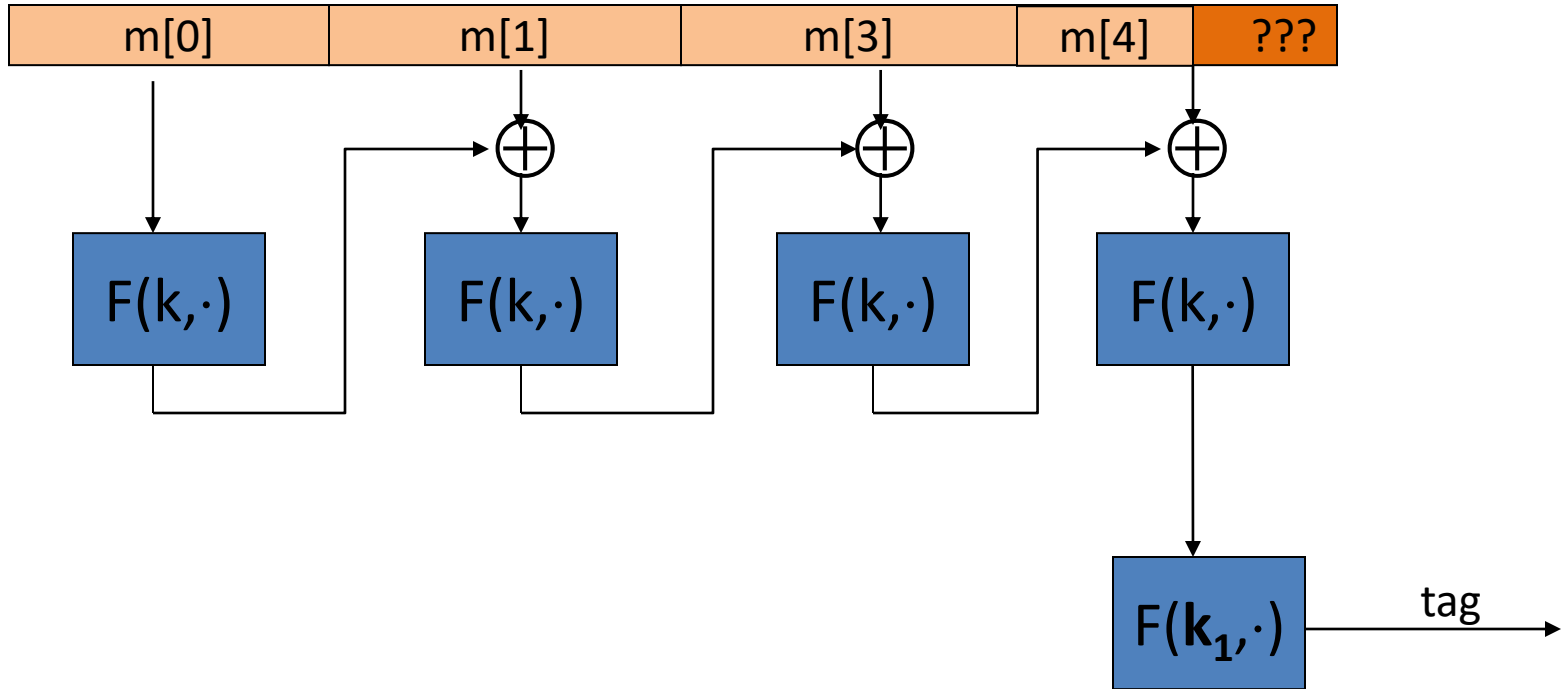 m[0] m[1] m[3] m[4] ???
F(k,·) F(k,·) F(k,·) F(k,·)
F(k₁,·) tag